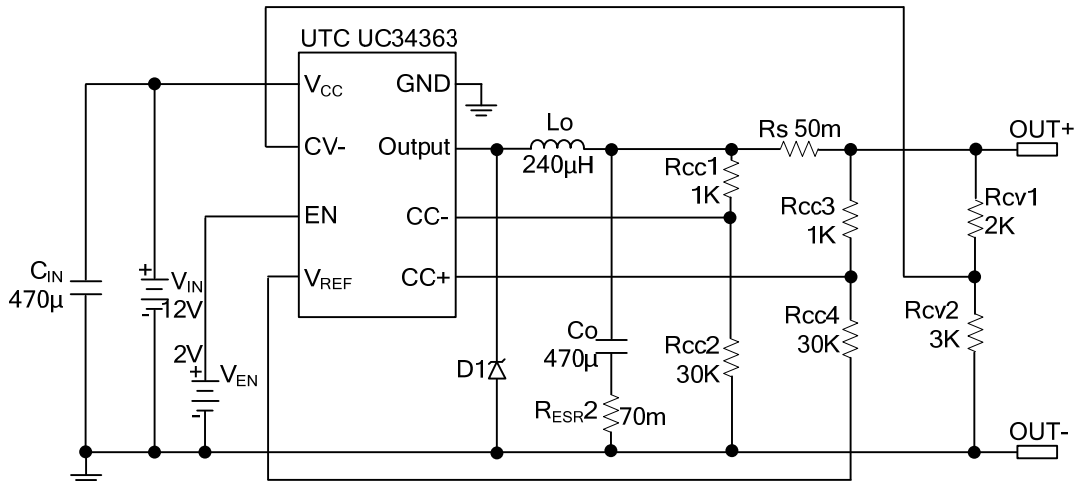 UTC UC34363
VCC
GND
CV-
Output
EN
CC-
VREF
CC+
Lo
240µH
Rs 50m
OUT+
Rcc1
1K
Rcc3
1K
Rcv1
2K
CIN
470µ
+
VIN
12V
-
2V
+
VEN
-
D1
Co
470µ
RESR2
70m
Rcc2
30K
Rcc4
30K
Rcv2
3K
OUT-